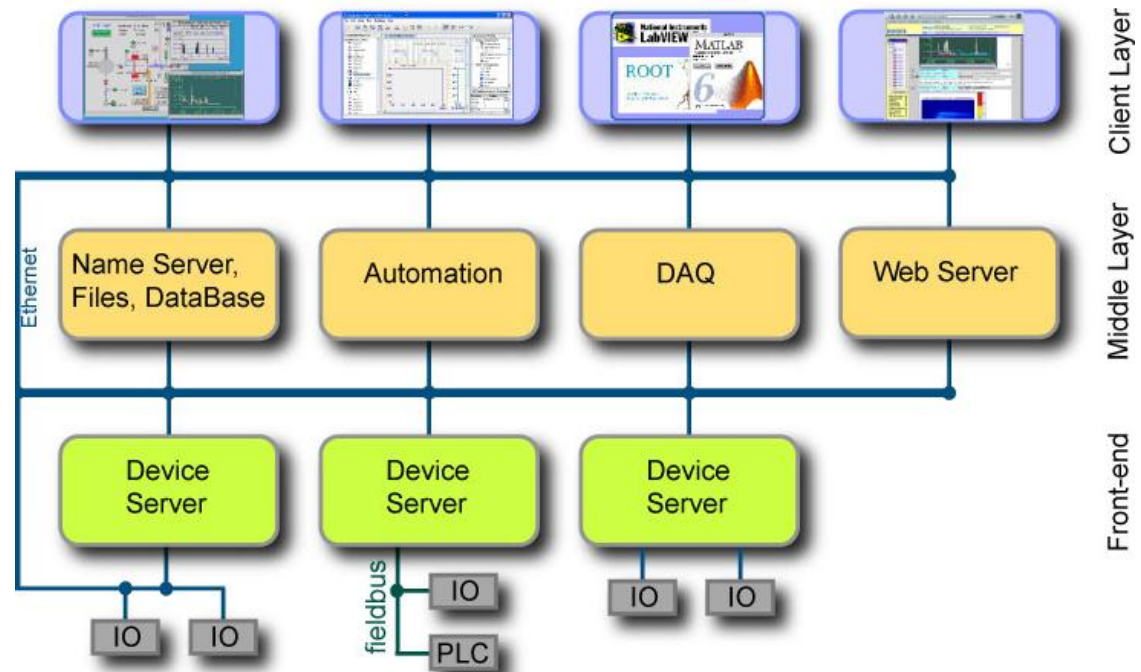 National Instruments
LabVIEW
MATLAB
ROOT
6
Client Layer
Ethernet
Name Server,
Files, DataBase
Automation
DAQ
Web Server
Middle Layer
Device
Server
Device
Server
Device
Server
Front-end
IO
IO
fieldbus
IO
PLC
IO
IO